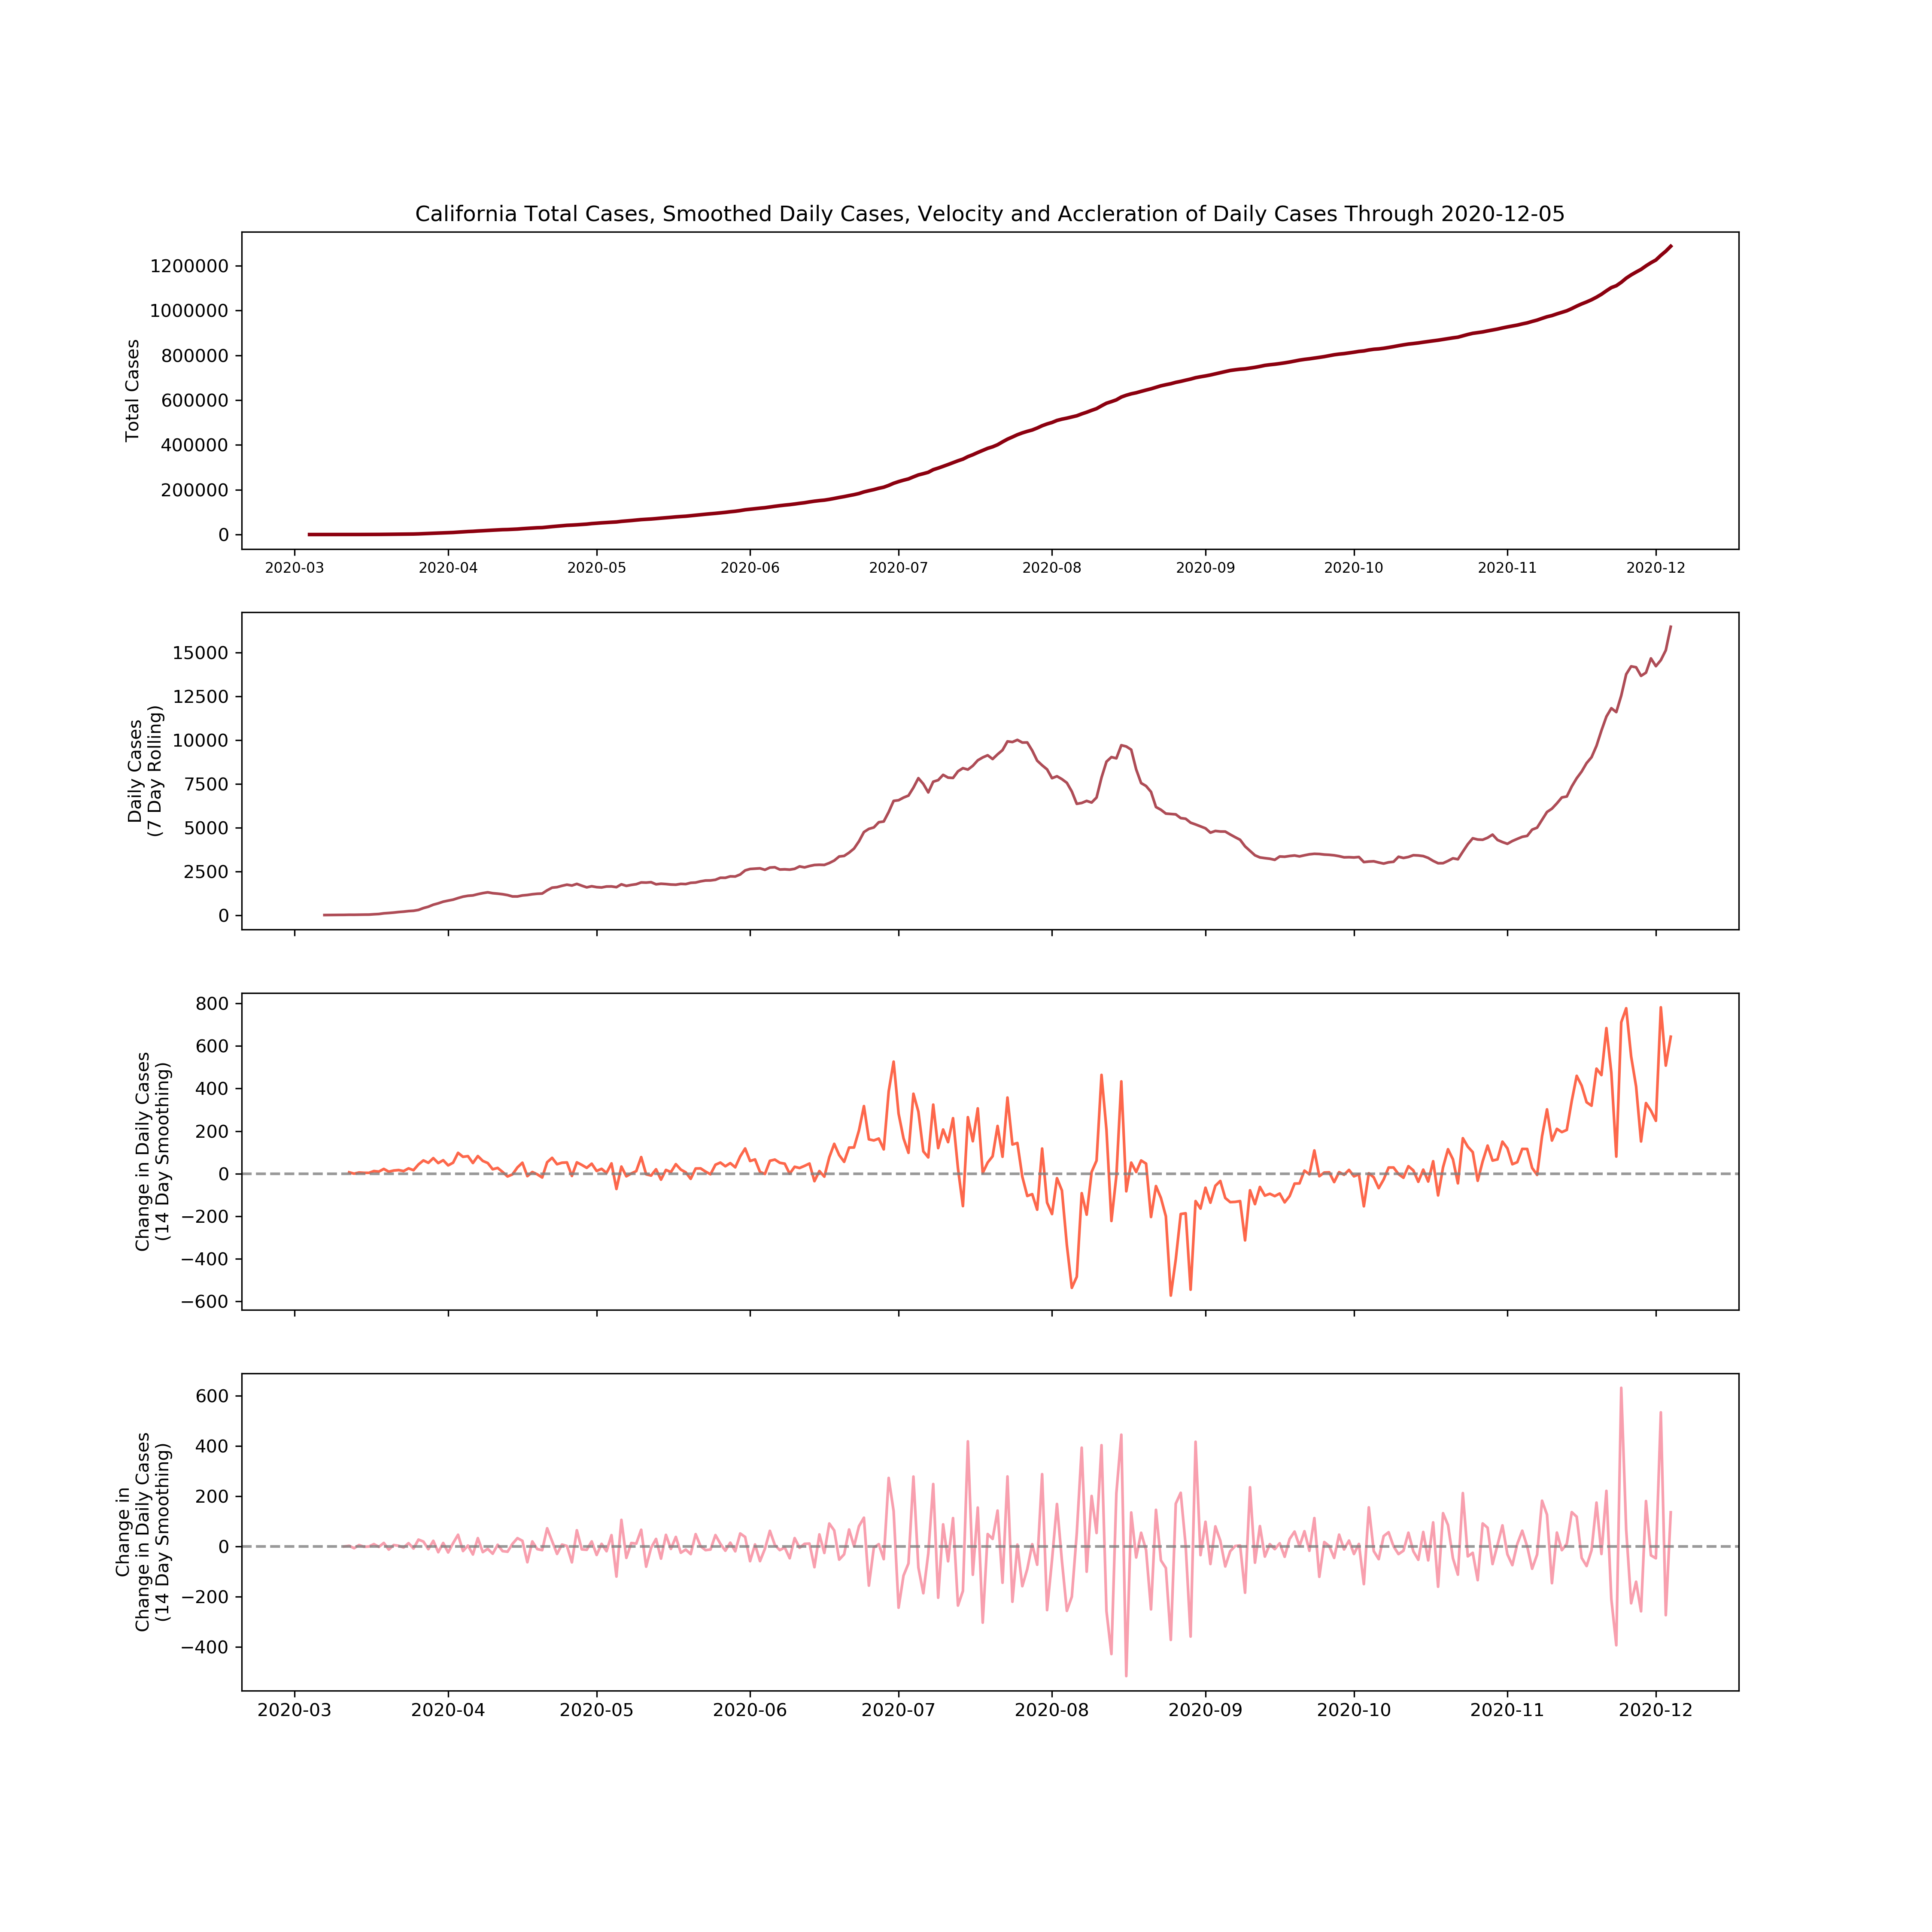 California Total Cases, Smoothed Daily Cases, Velocity and Accleration of Daily Cases Through 2020-12-05
Total Cases
1200000
1000000
800000
600000
400000
200000
0
2020-03 2020-04 2020-05 2020-06 2020-07 2020-08 2020-09 2020-10 2020-11 2020-12
Daily Cases
(7 Day Rolling)
15000
12500
10000
7500
5000
2500
0
Change in Daily Cases
(14 Day Smoothing)
800
600
400
200
0
−200
−400
−600
Change in
Change in Daily Cases
(14 Day Smoothing)
600
400
200
0
−200
−400
2020-03 2020-04 2020-05 2020-06 2020-07 2020-08 2020-09 2020-10 2020-11 2020-12